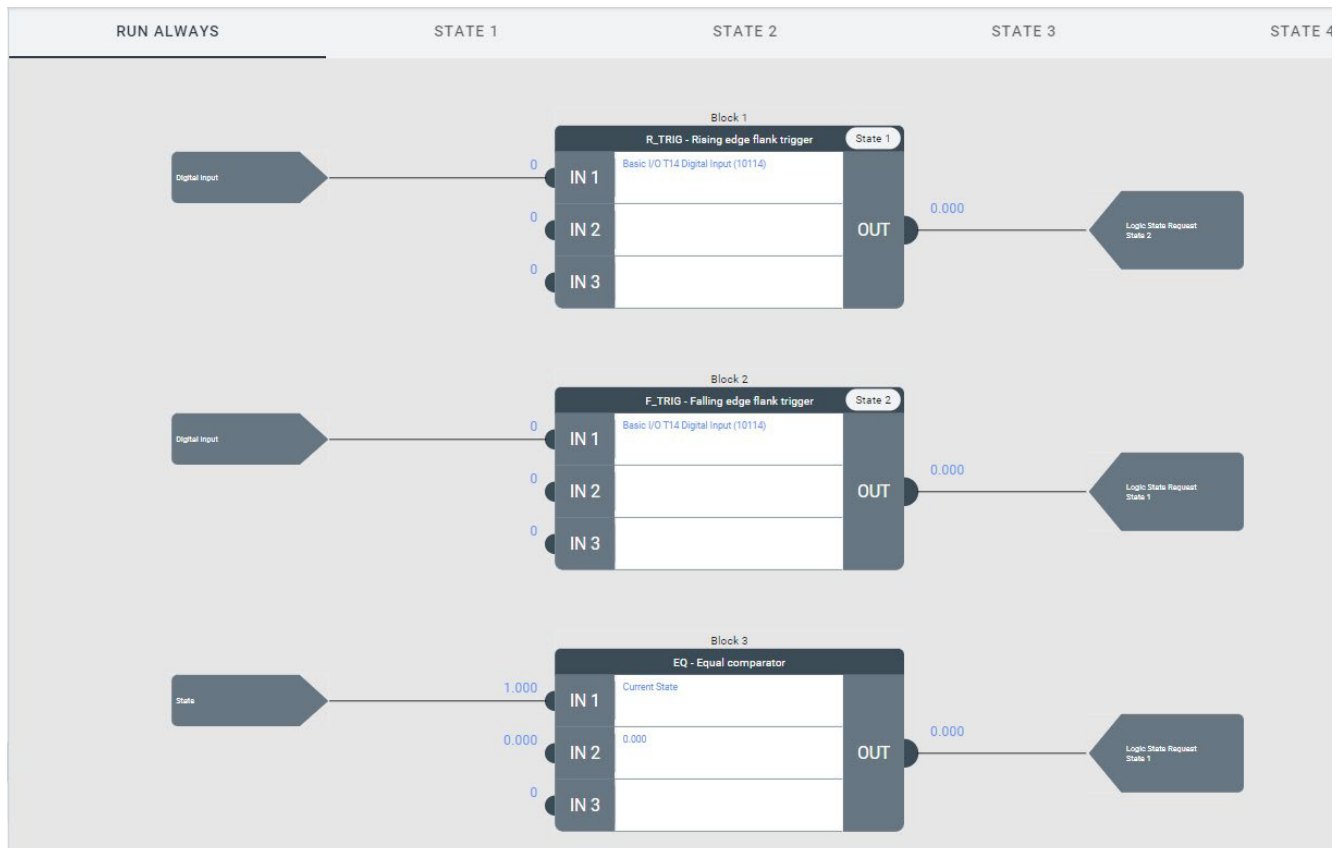 RUN ALWAYS STATE 1 STATE 2 STATE 3 STATE 4
Block 1
R_TRIG - Rising edge flank trigger State 1
Digital Input
0 IN 1 Basic I/O T14 Digital Input (10114)
0 IN 2
0 IN 3
OUT 0.000
Logic State Request
State 2
Block 2
F_TRIG - Falling edge flank trigger State 2
Digital Input
0 IN 1 Basic I/O T14 Digital Input (10114)
0 IN 2
0 IN 3
OUT 0.000
Logic State Request
State 1
Block 3
EQ - Equal comparator
State
1.000 IN 1 Current State
0.000 IN 2 0.000
0 IN 3
OUT 0.000
Logic State Request
State 1